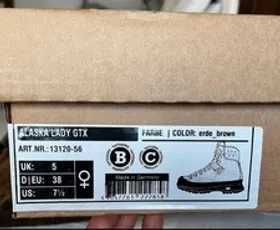 ALASKA LADY GTX
FARBE | COLOR: erde_brown
ART.NR.:13120-56
UK: 5
B C
D|EU: 38
US: 7½
Made in Germany